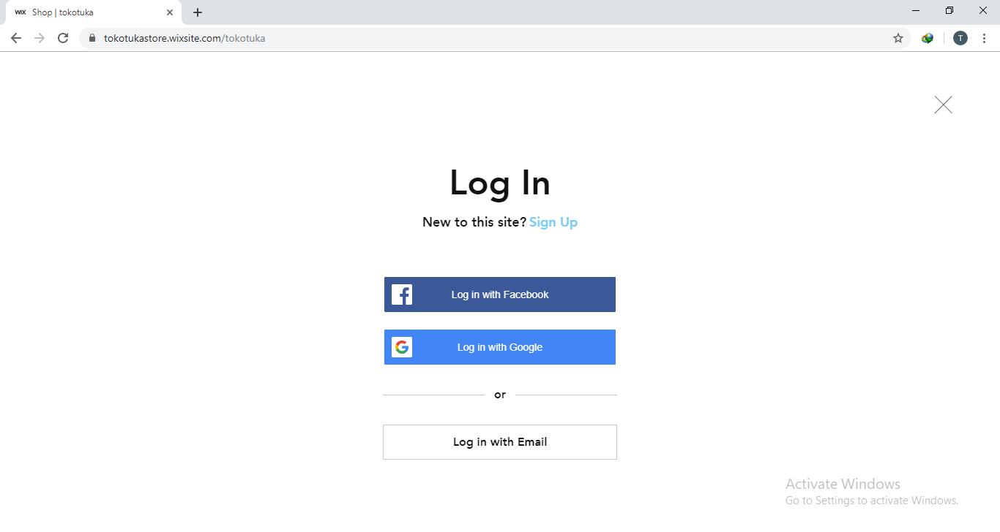 WIX Shop | tokotuka
tokotukastore.wixsite.com/tokotuka
T
Log In
New to this site? Sign Up
Log in with Facebook
Log in with Google
or
Log in with Email
Activate Windows
Go to Settings to activate Windows.